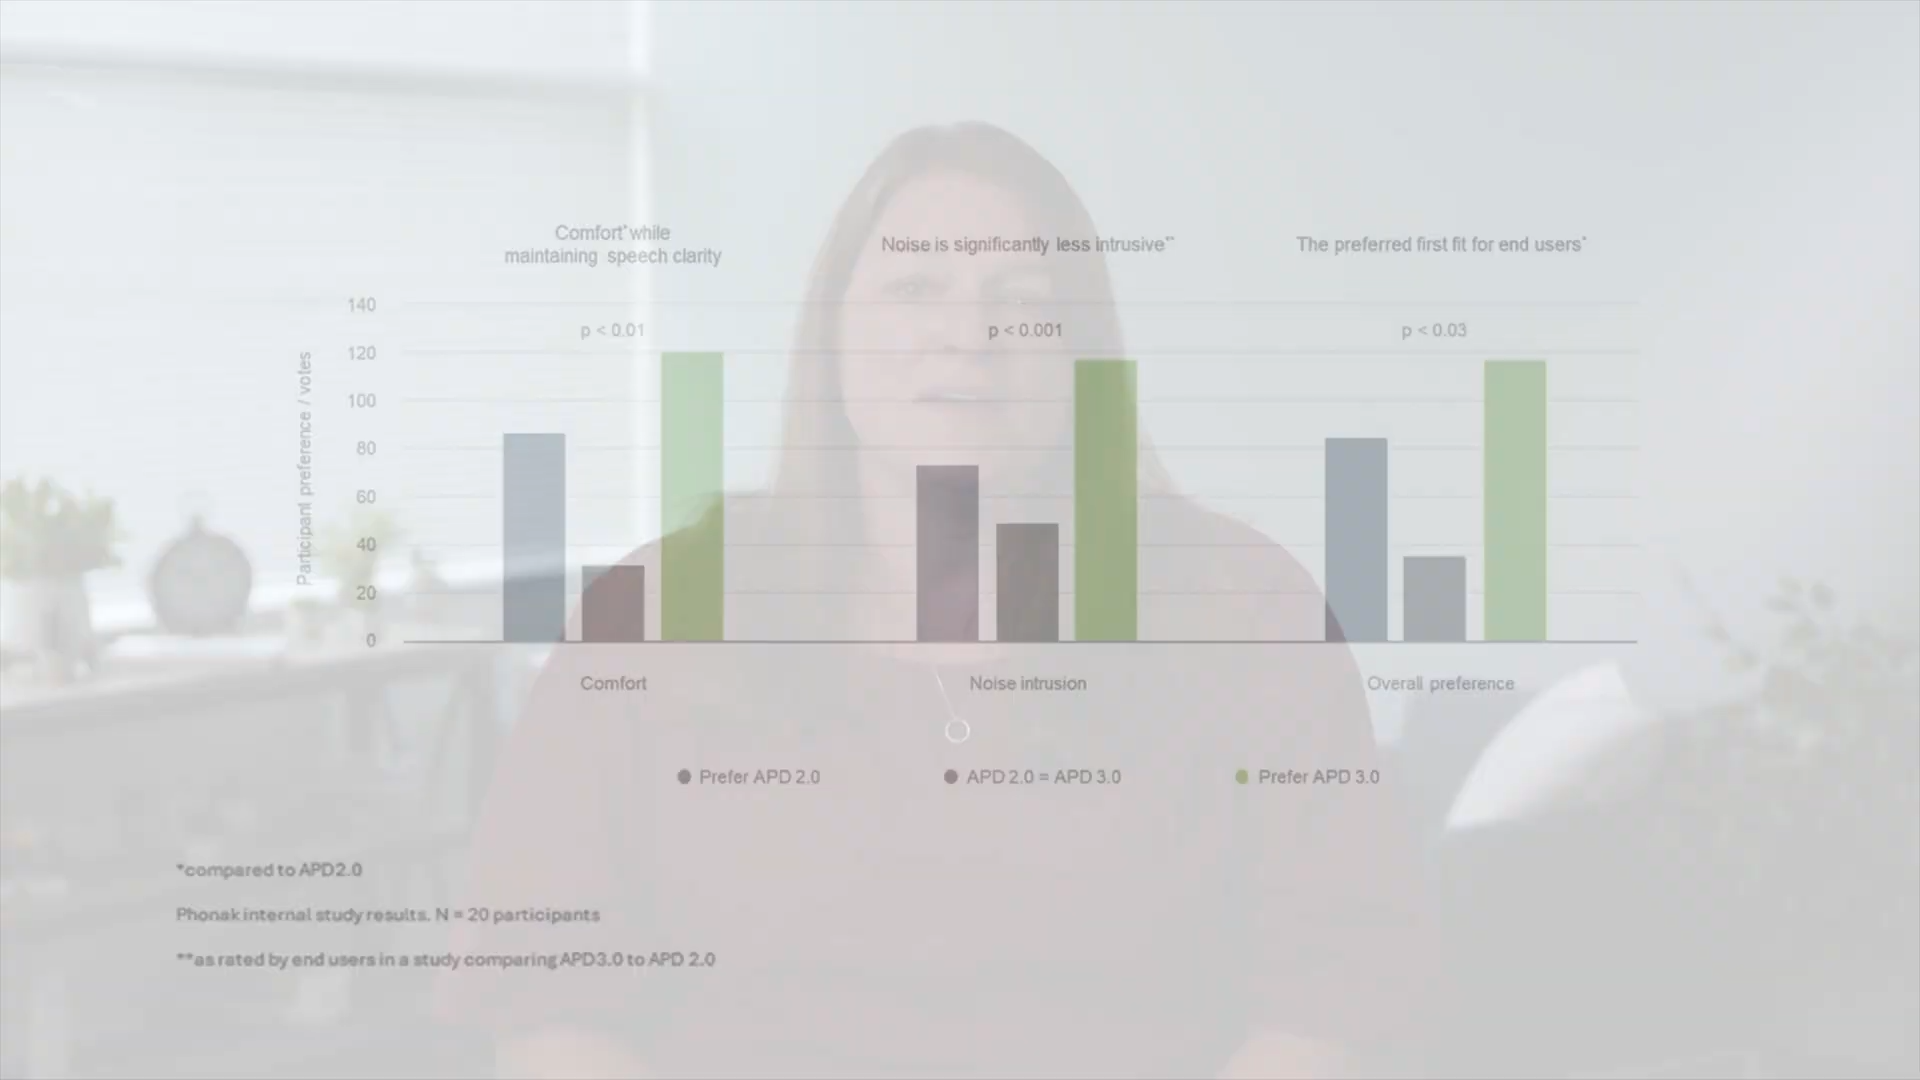 Comfort* while
maintaining speech clarity
Noise is significantly less intrusive**
The preferred first fit for end users*
140
120
100
80
60
40
20
0
Participant preference / votes
p < 0.01
p < 0.001
p < 0.03
Comfort
Noise intrusion
Overall preference
Prefer APD 2.0
APD 2.0 = APD 3.0
Prefer APD 3.0
*compared to APD2.0
Phonak internal study results. N = 20 participants
**as rated by end users in a study comparing APD3.0 to APD 2.0